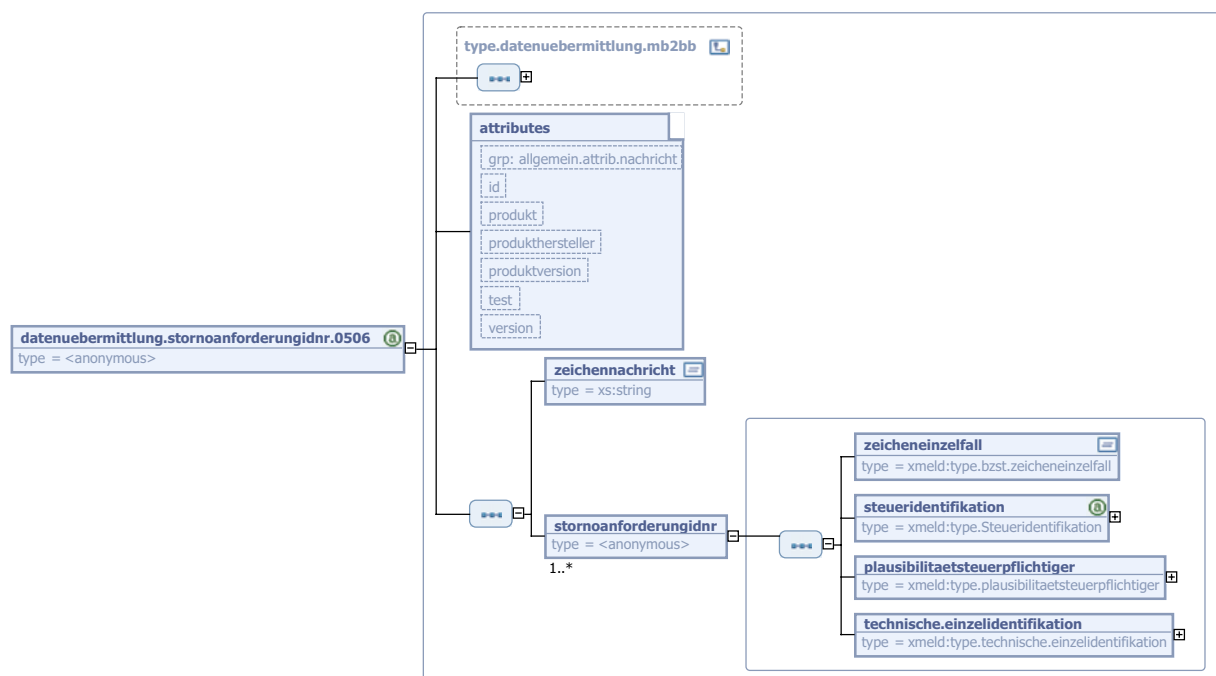 type.datenuebermittlung.mb2bb
attributes
grp: allgemein.attrib.nachricht
id
produkt
produkthersteller
produktversion
test
version
datenuebermittlung.stornoanforderungidnr.0506
type = <anonymous>
zeichennachricht
type = xs:string
stornoanforderungidnr
type = <anonymous>
1..*
zeicheneinzelfall
type = xmeld:type.bzst.zeicheneinzelfall
steueridentifikation
type = xmeld:type.Steueridentifikation
plausibilitaetsteuerpflichtiger
type = xmeld:type.plausibilitaetsteuerpflichtiger
technische.einzelidentifikation
type = xmeld:type.technische.einzelidentifikation